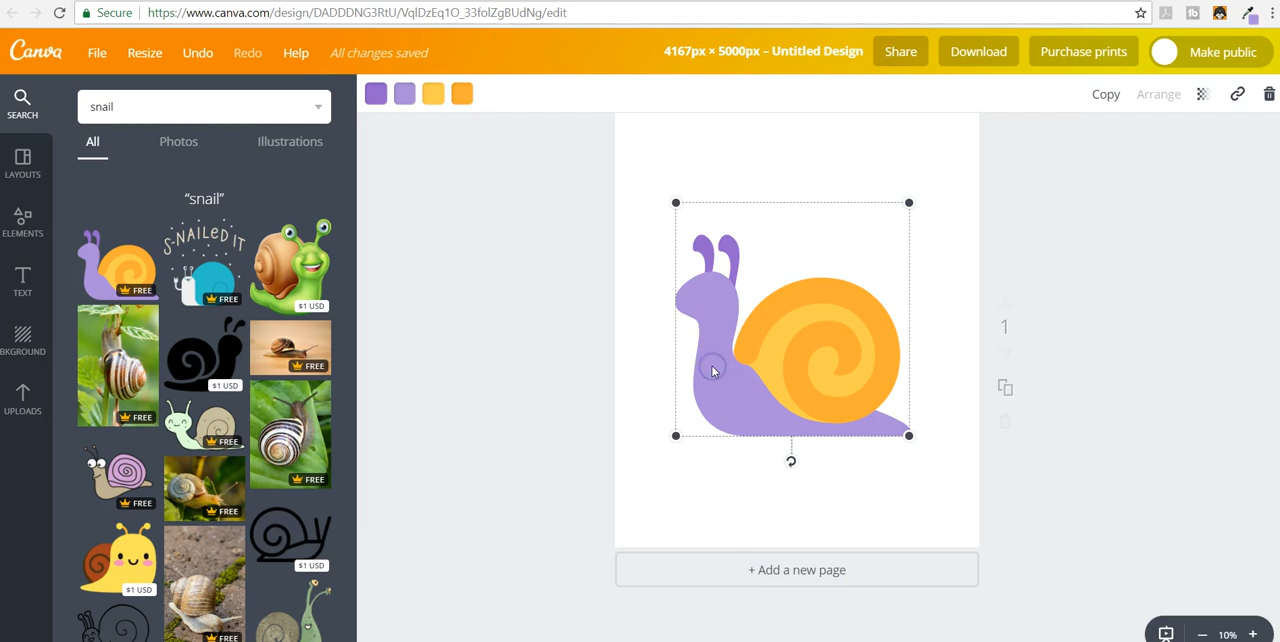 Secure https://www.canva.com/design/DADDDNG3RtU/VqlDzEq1O_33folZgBUdNg/edit
Canva File Resize Undo Redo Help All changes saved 4167px × 5000px – Untitled Design Share Download Purchase prints Make public
SEARCH
snail
Copy Arrange
All Photos Illustrations
LAYOUTS
"snail"
ELEMENTS
S-NAILED IT
FREE
FREE
$1 USD
TEXT
1
BKGROUND
FREE
FREE
$1 USD
UPLOADS
FREE
FREE
FREE
FREE
$1 USD
$1 USD
FREE
+ Add a new page
10%